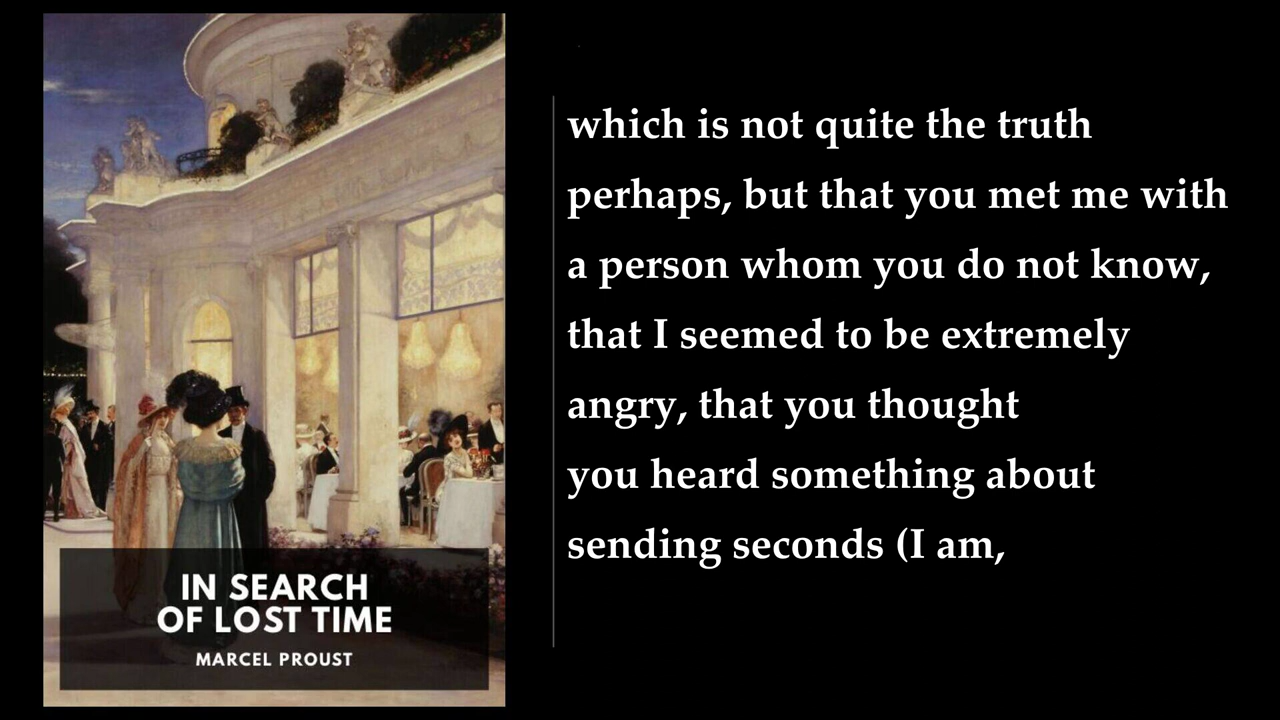 IN SEARCH
OF LOST TIME
MARCEL PROUST
which is not quite the truth
perhaps, but that you met me with
a person whom you do not know,
that I seemed to be extremely
angry, that you thought
you heard something about
sending seconds (I am,